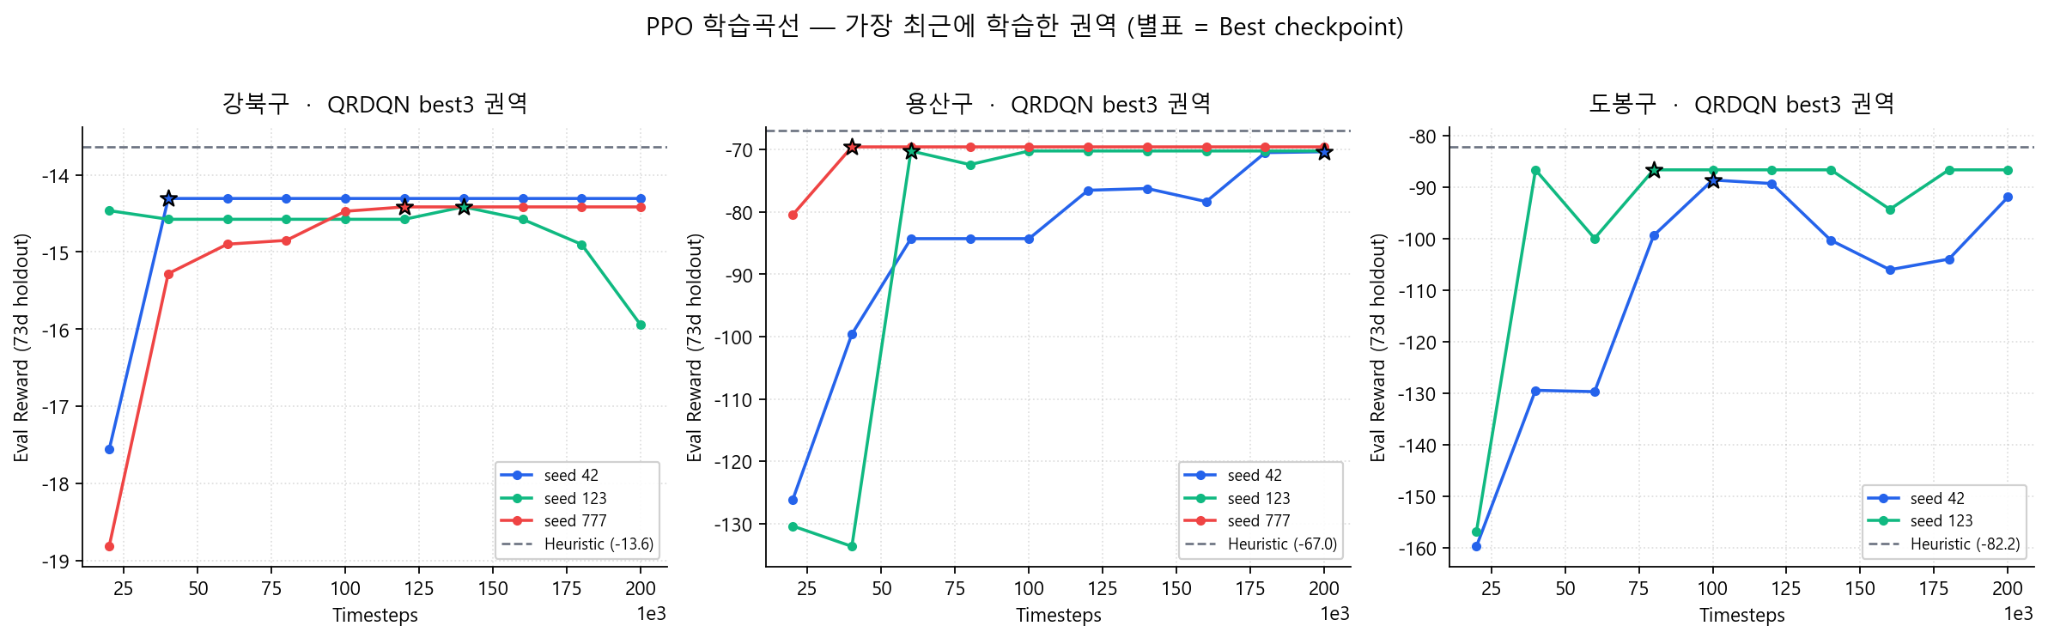 PPO 학습곡선 — 가장 최근에 학습한 권역 (별表 = Best checkpoint)
강북구 · QRDQN best3 권역
Eval Reward (73d holdout)
-14
-15
-16
-17
-18
-19
25 50 75 100 125 150 175 200
1e3
Timesteps
seed 42
seed 123
seed 777
Heuristic (-13.6)
용산구 · QRDQN best3 권역
Eval Reward (73d holdout)
-70
-80
-90
-100
-110
-120
-130
25 50 75 100 125 150 175 200
1e3
Timesteps
seed 42
seed 123
seed 777
Heuristic (-67.0)
도봉구 · QRDQN best3 권역
Eval Reward (73d holdout)
-80
-90
-100
-110
-120
-130
-140
-150
-160
25 50 75 100 125 150 175 200
1e3
Timesteps
seed 42
seed 123
Heuristic (-82.2)